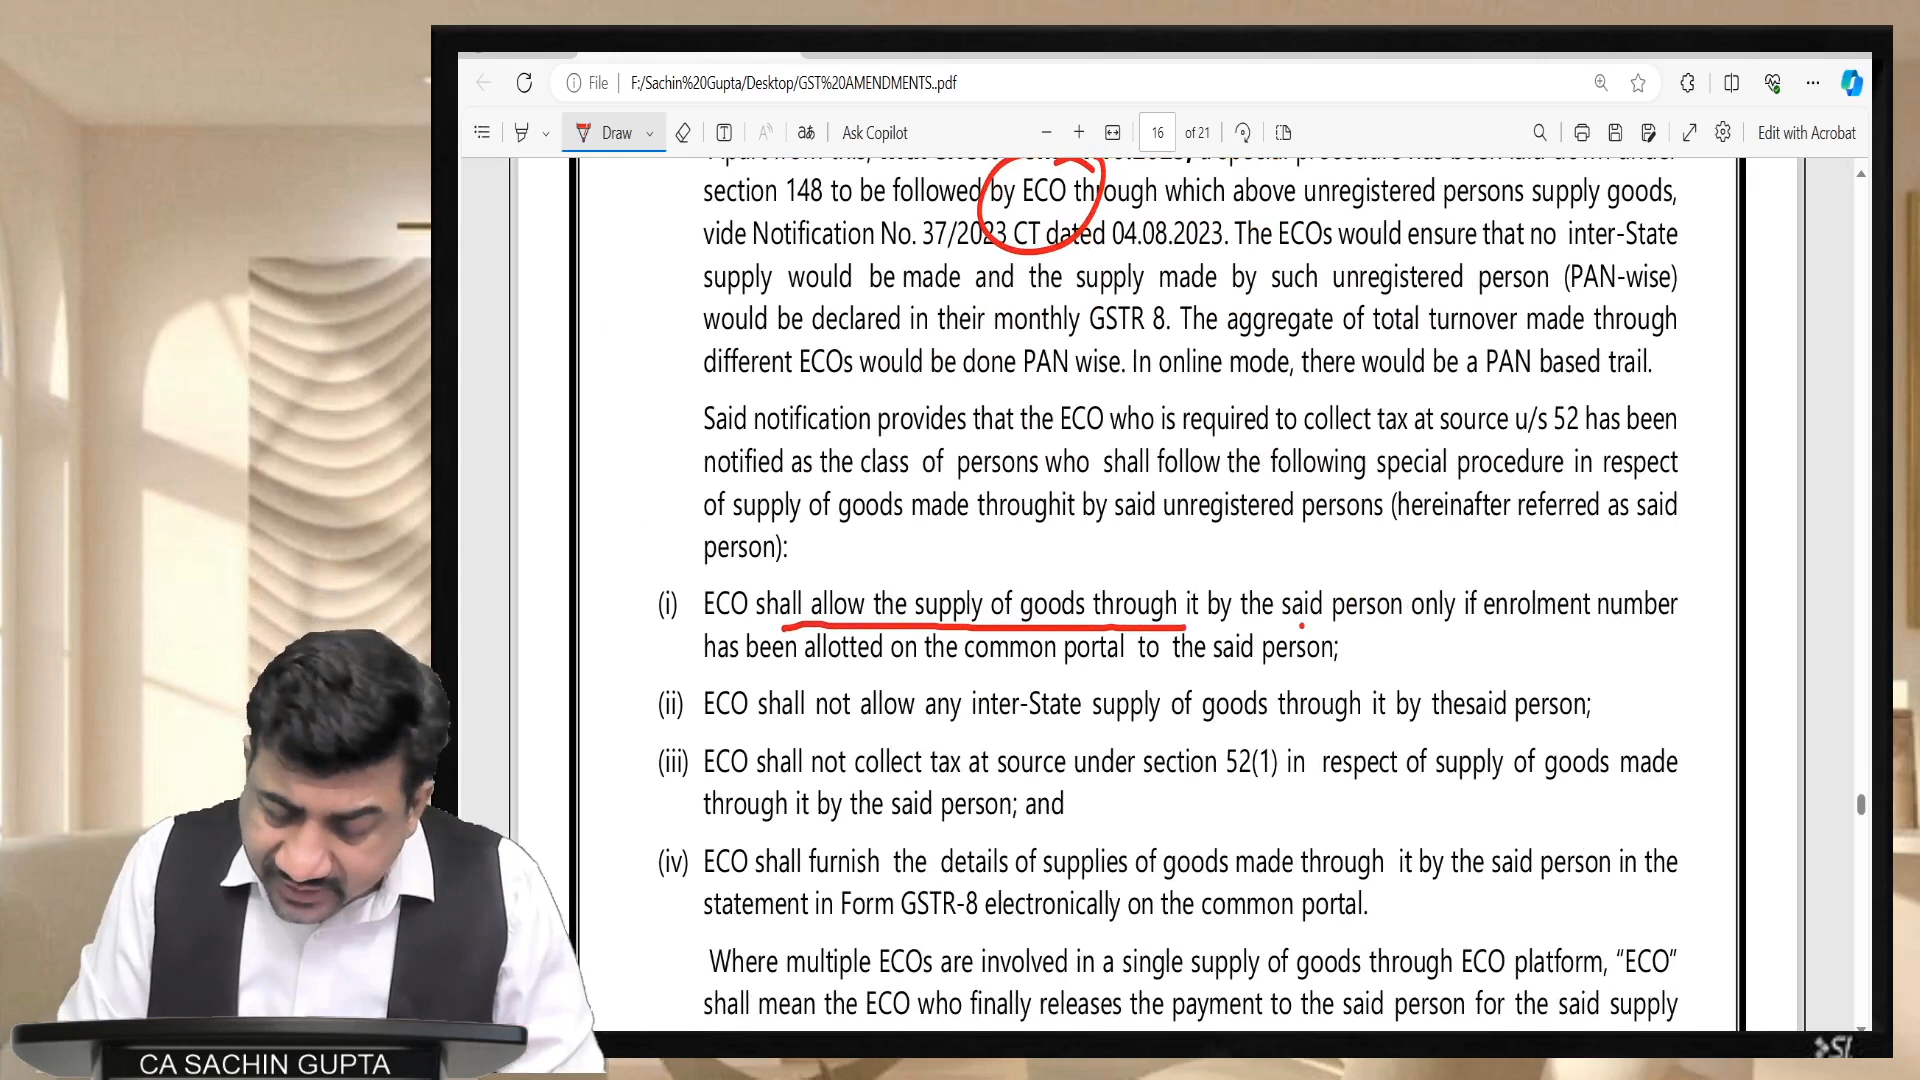 File
F:/Sachin%20Gupta/Desktop/GST%20AMENDMENTS..pdf
Draw
aあ
Ask Copilot
16
of 21
Edit with Acrobat
section 148 to be followed by ECO through which above unregistered persons supply goods,
vide Notification No. 37/2023 CT dated 04.08.2023. The ECOs would ensure that no inter-State
supply would be made and the supply made by such unregistered person (PAN-wise)
would be declared in their monthly GSTR 8. The aggregate of total turnover made through
different ECOs would be done PAN wise. In online mode, there would be a PAN based trail.
Said notification provides that the ECO who is required to collect tax at source u/s 52 has been
notified as the class of persons who shall follow the following special procedure in respect
of supply of goods made throughit by said unregistered persons (hereinafter referred as said
person):
(i) ECO shall allow the supply of goods through it by the said person only if enrolment number
has been allotted on the common portal to the said person;
(ii) ECO shall not allow any inter-State supply of goods through it by thesaid person;
(iii) ECO shall not collect tax at source under section 52(1) in respect of supply of goods made
through it by the said person; and
(iv) ECO shall furnish the details of supplies of goods made through it by the said person in the
statement in Form GSTR-8 electronically on the common portal.
Where multiple ECOs are involved in a single supply of goods through ECO platform, “ECO”
shall mean the ECO who finally releases the payment to the said person for the said supply
CA SACHIN GUPTA